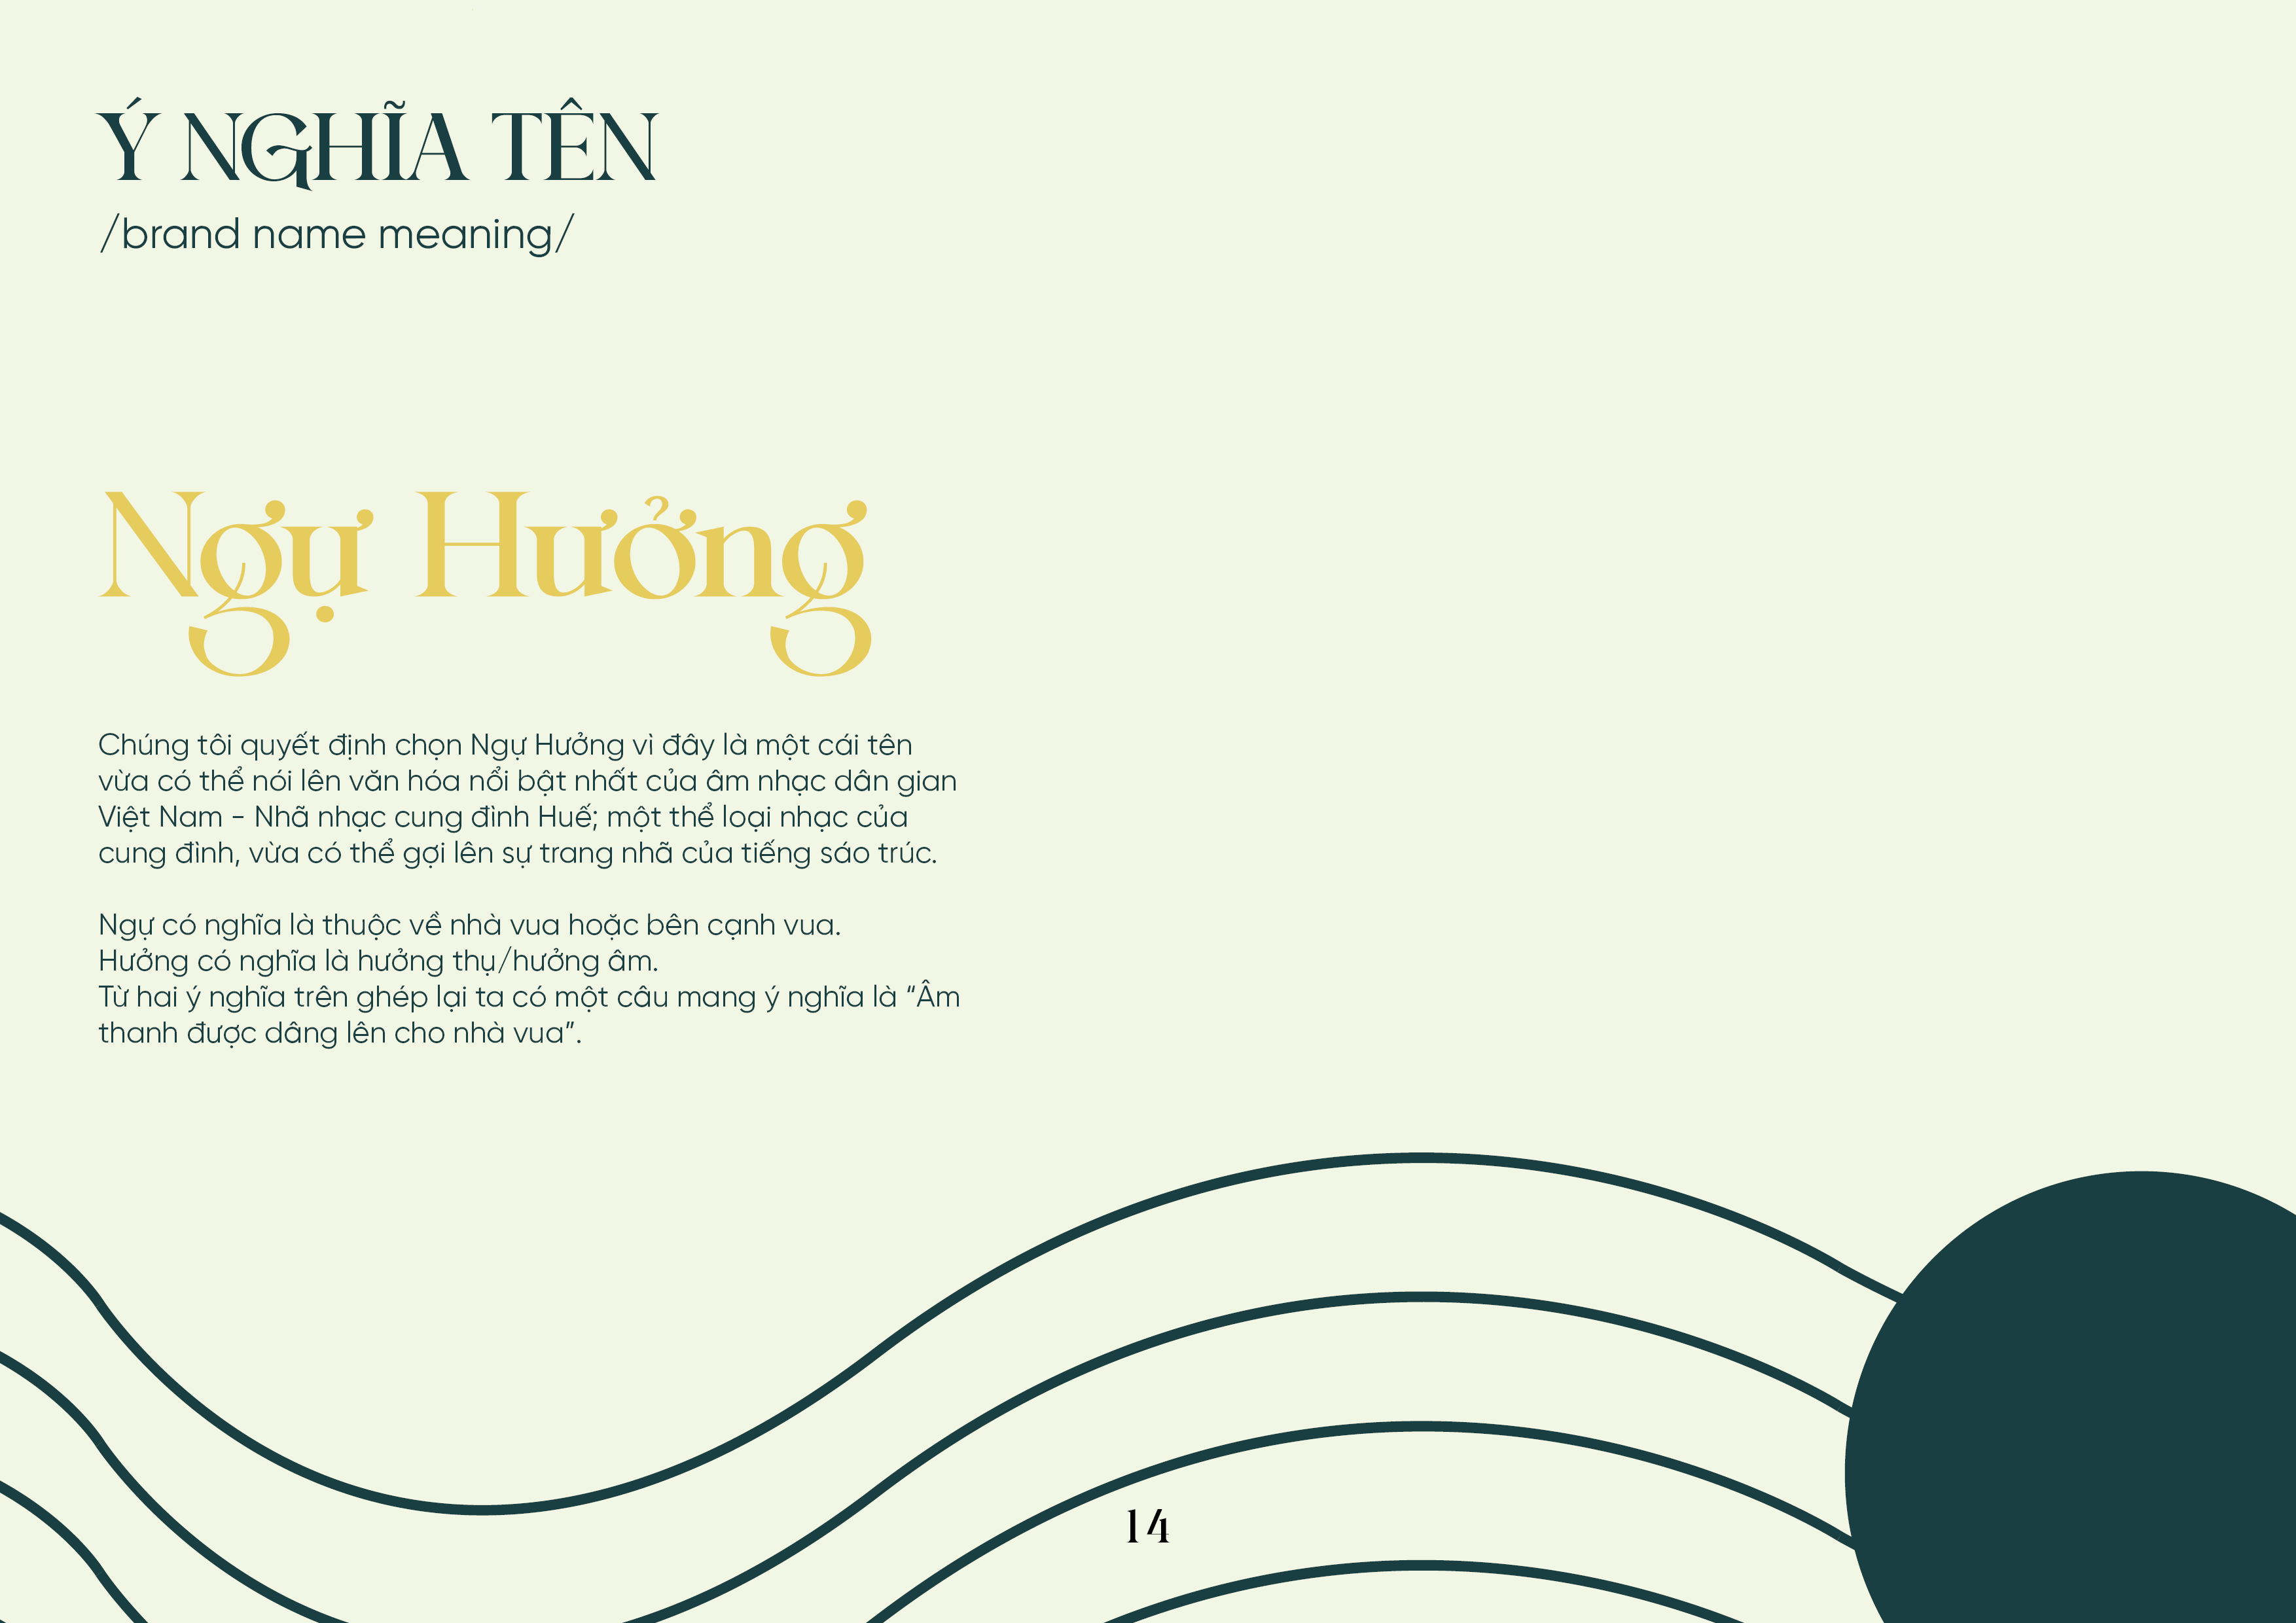 Ý NGHĨA TÊN
/brand name meaning/
Ngự Hưởng
Chúng tôi quyết định chọn Ngự Hưởng vì đây là một cái tên
vừa có thể nói lên văn hóa nổi bật nhất của âm nhạc dân gian
Việt Nam - Nhã nhạc cung đình Huế; một thể loại nhạc của
cung đình, vừa có thể gợi lên sự trang nhã của tiếng sáo trúc.
Ngự có nghĩa là thuộc về nhà vua hoặc bên cạnh vua.
Hưởng có nghĩa là hưởng thụ/hưởng âm.
Từ hai ý nghĩa trên ghép lại ta có một câu mang ý nghĩa là “Âm
thanh được dâng lên cho nhà vua”.
14